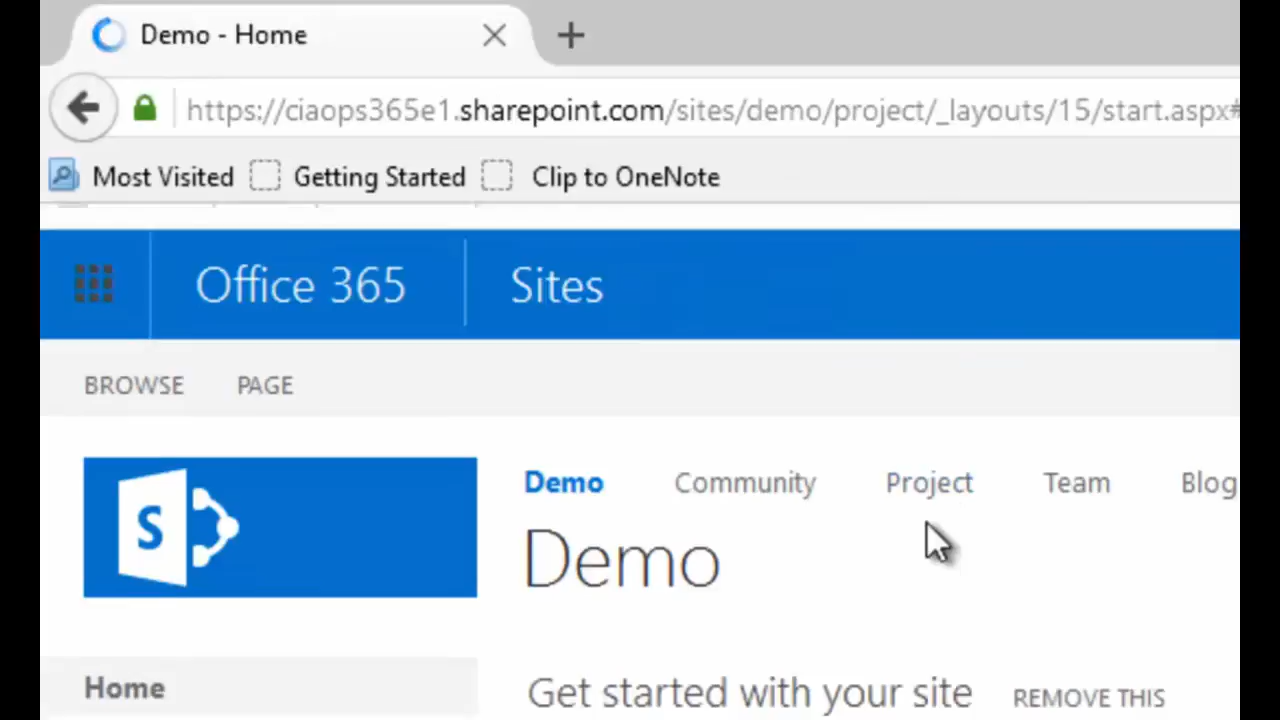 Demo - Home
https://ciaops365e1.sharepoint.com/sites/demo/project/_layouts/15/start.aspx#
Most Visited Getting Started Clip to OneNote
Office 365 Sites
BROWSE PAGE
S
Demo Community Project Team Blog
Demo
Home
Get started with your site REMOVE THIS